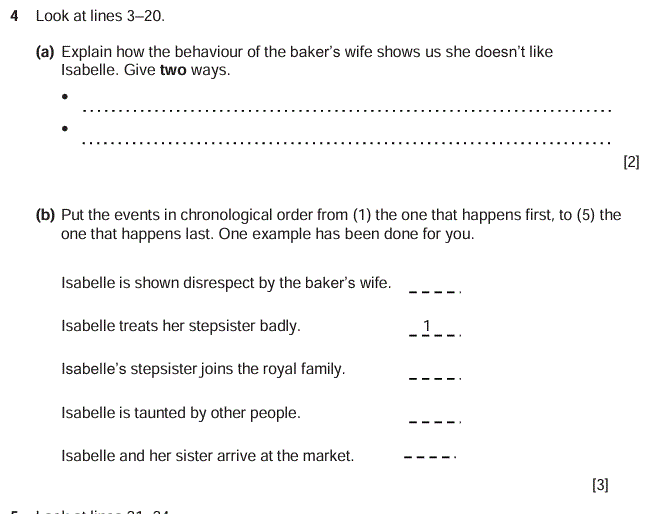 4 Look at lines 3–20.
(a) Explain how the behaviour of the baker's wife shows us she doesn't like
Isabelle. Give two ways.
•
•
[2]
(b) Put the events in chronological order from (1) the one that happens first, to (5) the
one that happens last. One example has been done for you.
Isabelle is shown disrespect by the baker's wife.
Isabelle treats her stepsister badly. 1
Isabelle's stepsister joins the royal family.
Isabelle is taunted by other people.
Isabelle and her sister arrive at the market.
[3]